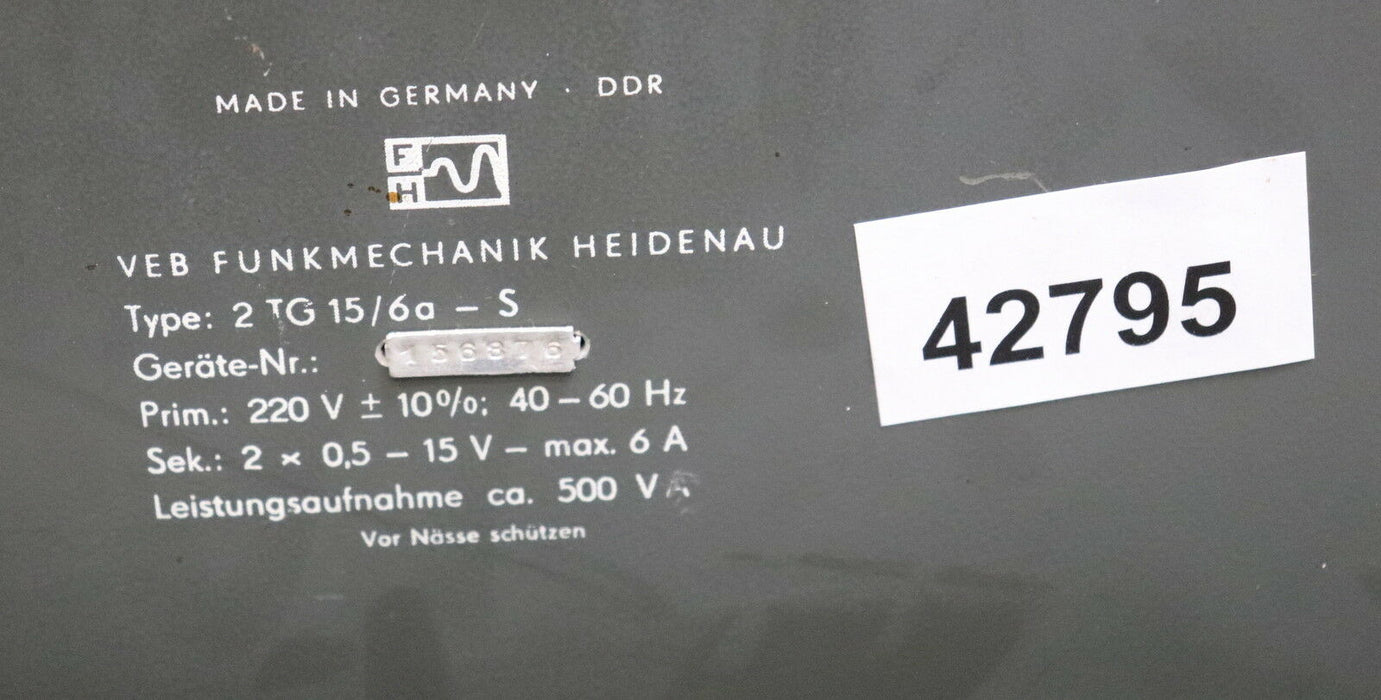 MADE IN GERMANY · DDR
F
H
VEB FUNKMECHANIK HEIDENAU
Type: 2 TG 15/6a – S
Geräte-Nr.:
Prim.: 220 V ± 10%; 40 – 60 Hz
Sek.: 2 × 0,5 – 15 V – max. 6 A
Leistungsaufnahme ca. 500 VA
Vor Nässe schützen
42795